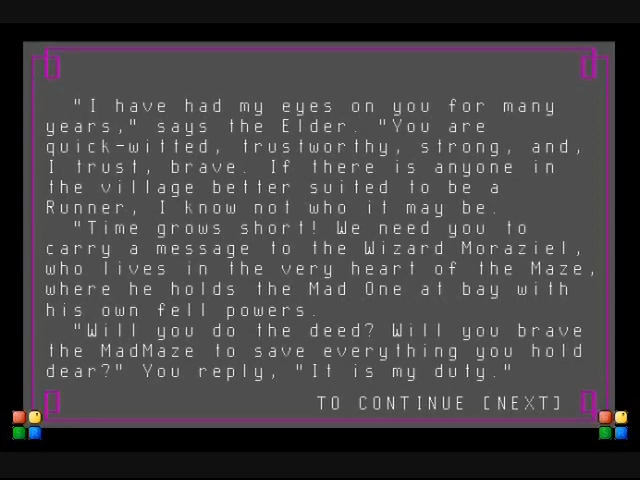 "I have had my eyes on you for many
years," says the Elder. "You are
quick-witted, trustworthy, strong, and,
I trust, brave. If there is anyone in
the village better suited to be a
Runner, I know not who it may be.
"Time grows short! We need you to
carry a message to the Wizard Moraziel,
who lives in the very heart of the Maze,
where he holds the Mad One at bay with
his own fell powers.
"Will you do the deed? Will you brave
the MadMaze to save everything you hold
dear?" You reply, "It is my duty."
TO CONTINUE [NEXT]